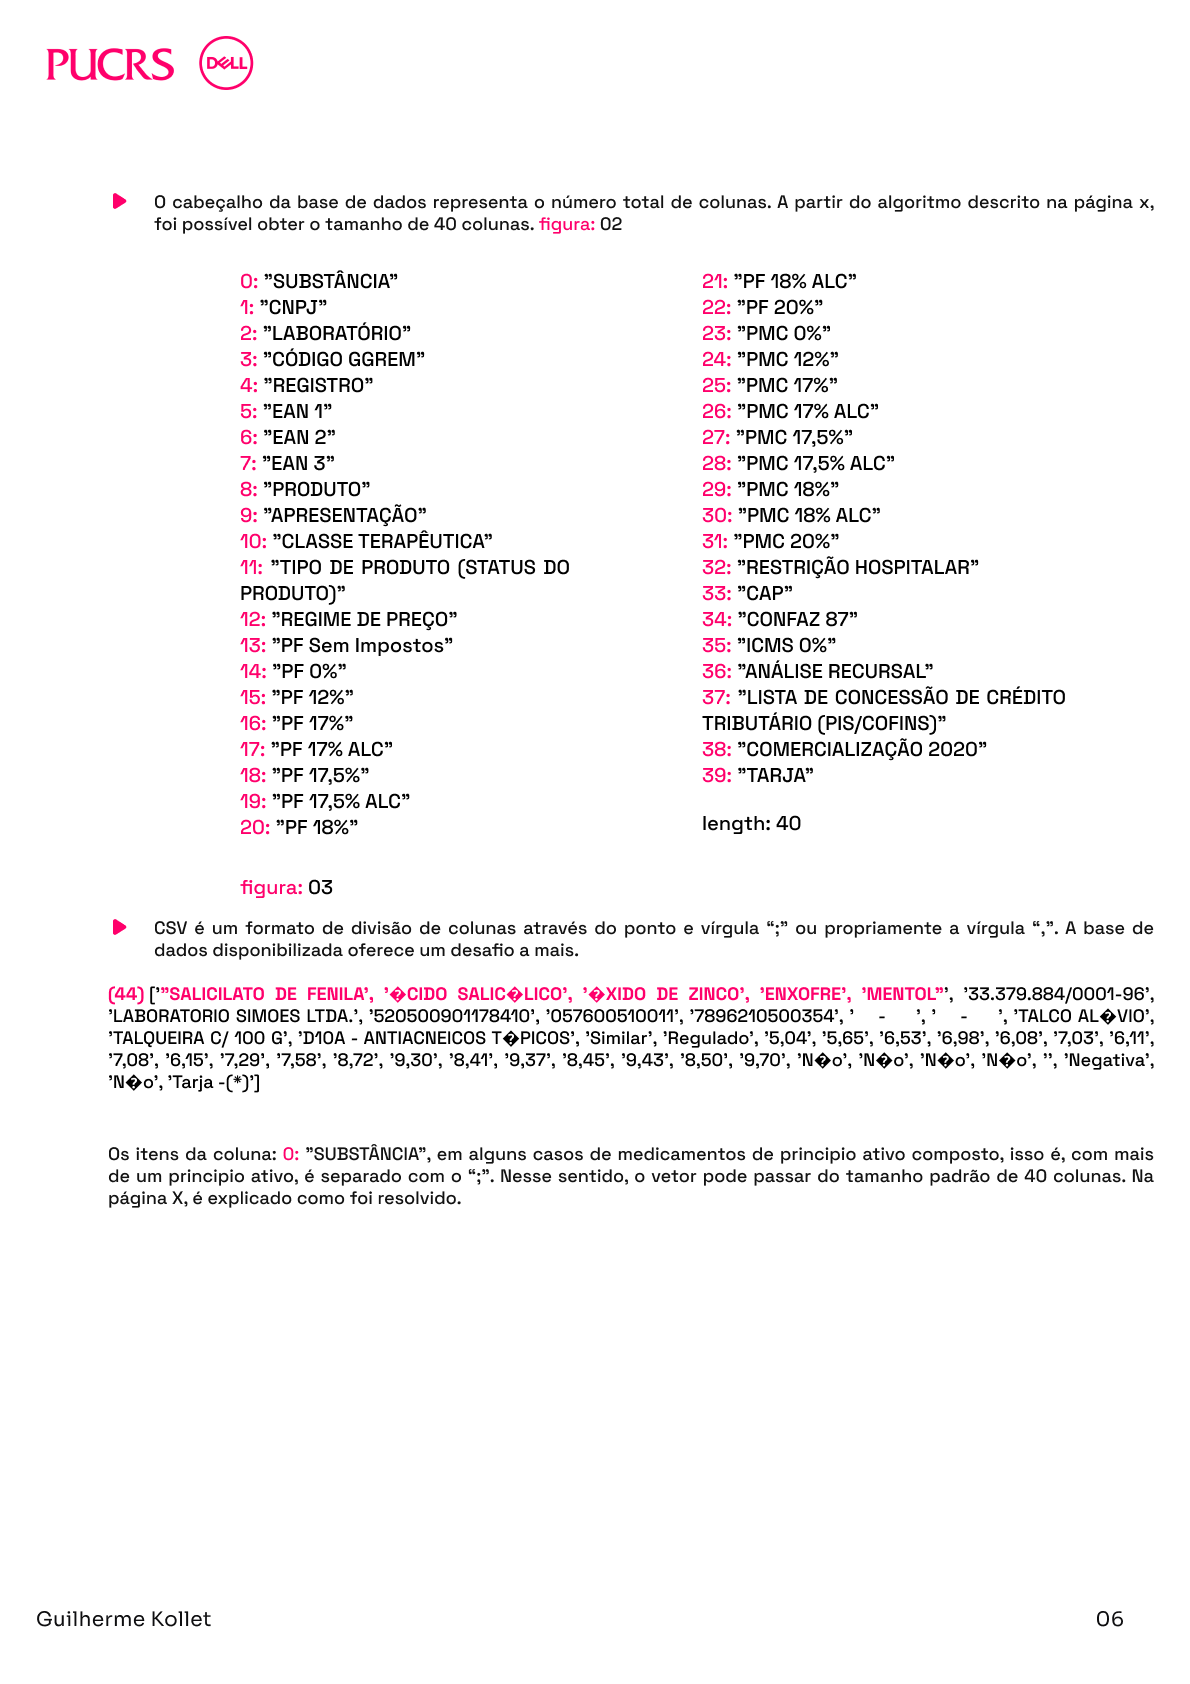 PUCRS DELL
O cabeçalho da base de dados representa o número total de colunas. A partir do algoritmo descrito na página x,
foi possível obter o tamanho de 40 colunas. figura: 02
0: ”SUBSTÂNCIA”
1: ”CNPJ”
2: ”LABORATÓRIO”
3: ”CÓDIGO GGREM”
4: ”REGISTRO”
5: ”EAN 1”
6: ”EAN 2”
7: ”EAN 3”
8: ”PRODUTO”
9: ”APRESENTAÇÃO”
10: ”CLASSE TERAPÊUTICA”
11: ”TIPO DE PRODUTO (STATUS DO
PRODUTO)”
12: ”REGIME DE PREÇO”
13: ”PF Sem Impostos”
14: ”PF 0%”
15: ”PF 12%”
16: ”PF 17%”
17: ”PF 17% ALC”
18: ”PF 17,5%”
19: ”PF 17,5% ALC”
20: ”PF 18%”
21: ”PF 18% ALC”
22: ”PF 20%”
23: ”PMC 0%”
24: ”PMC 12%”
25: ”PMC 17%”
26: ”PMC 17% ALC”
27: ”PMC 17,5%”
28: ”PMC 17,5% ALC”
29: ”PMC 18%”
30: ”PMC 18% ALC”
31: ”PMC 20%”
32: ”RESTRIÇÃO HOSPITALAR”
33: ”CAP”
34: ”CONFAZ 87”
35: ”ICMS 0%”
36: ”ANÁLISE RECURSAL”
37: ”LISTA DE CONCESSÃO DE CRÉDITO
TRIBUTÁRIO (PIS/COFINS)”
38: ”COMERCIALIZAÇÃO 2020”
39: ”TARJA”
length: 40
figura: 03
CSV é um formato de divisão de colunas através do ponto e vírgula “;” ou propriamente a vírgula “,”. A base de
dados disponibilizada oferece um desafio a mais.
(44) [’”SALICILATO DE FENILA’, ’�CIDO SALIC�LICO’, ’�XIDO DE ZINCO’, ’ENXOFRE’, ’MENTOL”’, ’33.379.884/0001-96’,
’LABORATORIO SIMOES LTDA.’, ’520500901178410’, ’057600510011’, ’7896210500354’, ’ - ’, ’ - ’, ’TALCO AL�VIO’,
’TALQUEIRA C/ 100 G’, ’D10A - ANTIACNEICOS T�PICOS’, ’Similar’, ’Regulado’, ’5,04’, ’5,65’, ’6,53’, ’6,98’, ’6,08’, ’7,03’, ’6,11’,
’7,08’, ’6,15’, ’7,29’, ’7,58’, ’8,72’, ’9,30’, ’8,41’, ’9,37’, ’8,45’, ’9,43’, ’8,50’, ’9,70’, ’N�o’, ’N�o’, ’N�o’, ’N�o’, ’’, ’Negativa’,
’N�o’, ’Tarja -(*)’]
Os itens da coluna: 0: ”SUBSTÂNCIA”, em alguns casos de medicamentos de principio ativo composto, isso é, com mais
de um principio ativo, é separado com o “;”. Nesse sentido, o vetor pode passar do tamanho padrão de 40 colunas. Na
página X, é explicado como foi resolvido.
Guilherme Kollet
06